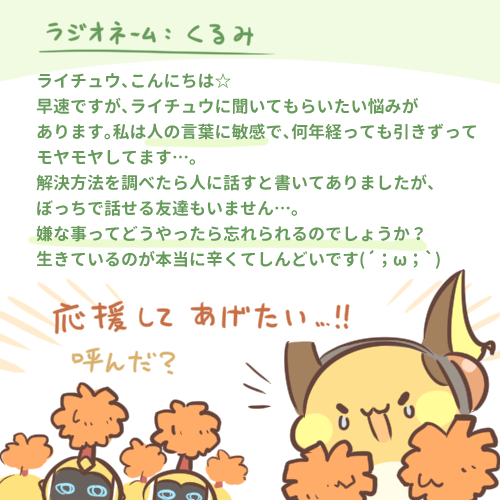 ラジオネーム：くるみ
ライチュウ、こんにちは☆
早速ですが、ライチュウに聞いてもらいたい悩みが
あります。私は人の言葉に敏感で、何年経っても引きずって
モヤモヤしてます…。
解決方法を調べたら人に話すと書いてありましたが、
ぼっちで話せる友達もいません…。
嫌な事ってどうやったら忘れられるのでしょうか？
生きているのが本当に辛くてしんどいです(´；ω；`)
応援してあげたい…!!
呼んだ？